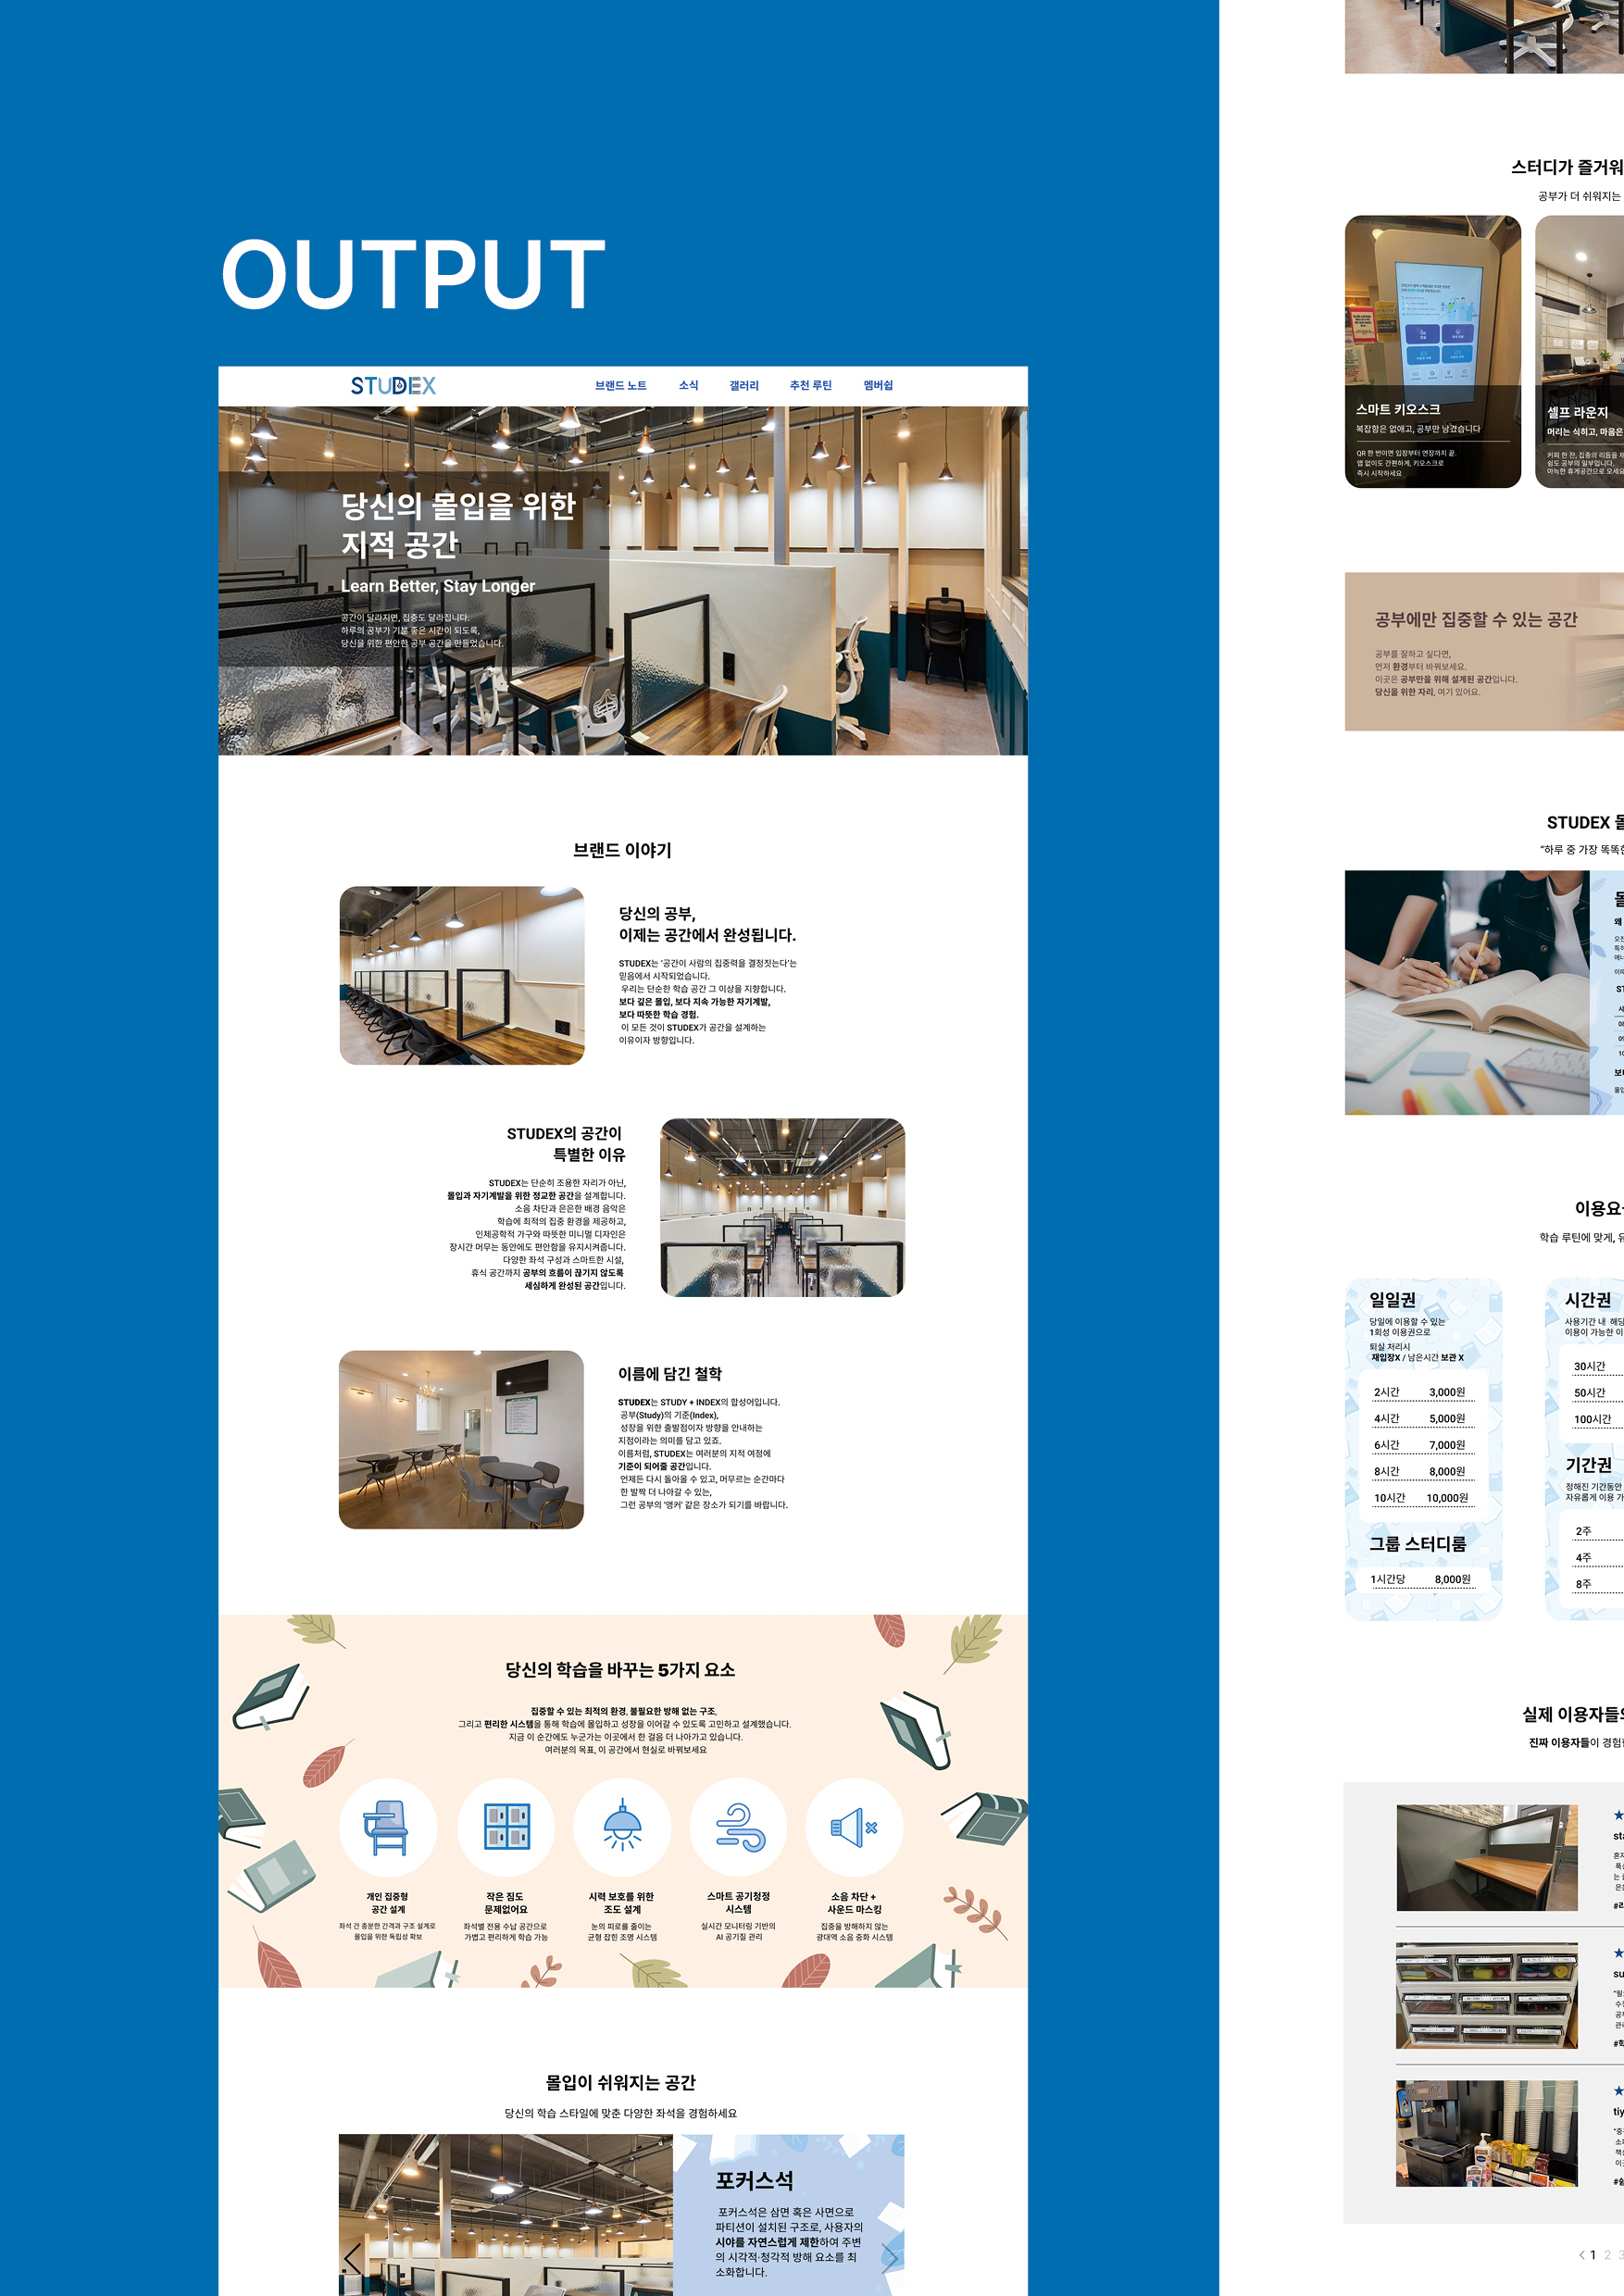 OUTPUT
STUDEX
브랜드 노트
소식
갤러리
추천 루틴
멤버쉽
당신의 몰입을 위한
지적 공간
Learn Better, Stay Longer
공간이 달라지면, 집중도 달라집니다.
하루의 공부가 기분 좋은 시간이 되도록,
당신을 위한 편안한 공부 공간을 만들었습니다.
브랜드 이야기
당신의 공부,
이제는 공간에서 완성됩니다.
STUDEX는 '공간이 사람의 집중력을 결정짓는다'는
믿음에서 시작되었습니다.
우리는 단순한 학습 공간 그 이상을 지향합니다.
보다 깊은 몰입, 보다 지속 가능한 자기계발,
보다 따뜻한 학습 경험.
이 모든 것이 STUDEX가 공간을 설계하는
이유이자 방향입니다.
STUDEX의 공간이
특별한 이유
STUDEX는 단순히 조용한 자리가 아닌,
몰입과 자기계발을 위한 정교한 공간을 설계합니다.
소음 차단과 은은한 배경 음악은
학습에 최적의 집중 환경을 제공하고,
인체공학적 가구와 따뜻한 미니멀 디자인은
장시간 머무는 동안에도 편안함을 유지시켜줍니다.
다양한 좌석 구성과 스마트한 시설,
휴식 공간까지 공부의 흐름이 끊기지 않도록
세심하게 완성된 공간입니다.
이름에 담긴 철학
STUDEX는 STUDY + INDEX의 합성어입니다.
공부(Study)의 기준(Index),
성장을 위한 출발점이자 방향을 안내하는
지점이라는 의미를 담고 있죠.
이름처럼, STUDEX는 여러분의 지적 여정에
기준이 되어줄 공간입니다.
언제든 다시 돌아올 수 있고, 머무르는 순간마다
한 발짝 더 나아갈 수 있는,
그런 공부의 '앵커' 같은 장소가 되기를 바랍니다.
당신의 학습을 바꾸는 5가지 요소
집중할 수 있는 최적의 환경, 불필요한 방해 없는 구조,
그리고 편리한 시스템을 통해 학습에 몰입하고 성장을 이어갈 수 있도록 고민하고 설계했습니다.
지금 이 순간에도 누군가는 이곳에서 한 걸음 더 나아가고 있습니다.
여러분의 목표, 이 공간에서 현실로 바꿔보세요
개인 집중형
공간 설계
좌석 간 충분한 간격과 구조 설계로
몰입을 위한 독립성 확보
작은 짐도
문제없어요
좌석별 전용 수납 공간으로
가볍고 편리하게 학습 가능
시력 보호를 위한
조도 설계
눈의 피로를 줄이는
균형 잡힌 조명 시스템
스마트 공기청정
시스템
실시간 모니터링 기반의
AI 공기질 관리
소음 차단 +
사운드 마스킹
집중을 방해하지 않는
광대역 소음 중화 시스템
몰입이 쉬워지는 공간
당신의 학습 스타일에 맞춘 다양한 좌석을 경험하세요
포커스석
포커스석은 삼면 혹은 사면으로
파티션이 설치된 구조로, 사용자의
시야를 자연스럽게 제한하여 주변
의 시각적·청각적 방해 요소를 최
소화합니다.
스터디가 즐거워
공부가 더 쉬워지는
스마트 키오스크
복잡함은 없애고, 공부만 남겼습니다
QR 한 번이면 입장부터 연장까지 끝.
앱 없이도 간편하게, 키오스크로
즉시 시작하세요
셀프 라운지
머리는 식히고, 마음은
커피 한 잔, 집중의 리듬을
쉼도 공부의 일부입니다.
아늑한 휴게공간으로 오세요
공부에만 집중할 수 있는 공간
공부를 잘하고 싶다면,
먼저 환경부터 바꿔보세요.
이곳은 공부만을 위해 설계된 공간입니다.
당신을 위한 자리, 여기 있어요.
STUDEX 몰
"하루 중 가장 똑똑한
이용요
학습 루틴에 맞게,
일일권
당일에 이용할 수 있는
1회성 이용권으로
퇴실 처리시
재입장X / 남은시간 보관 X
2시간 3,000원
4시간 5,000원
6시간 7,000원
8시간 8,000원
10시간 10,000원
그룹 스터디룸
1시간당 8,000원
시간권
사용기간 내 해당
이용이 가능한 이
30시간
50시간
100시간
기간권
정해진 기간동안
자유롭게 이용 가
2주
4주
8주
실제 이용자들의
진짜 이용자들이 경험한
1 2 3